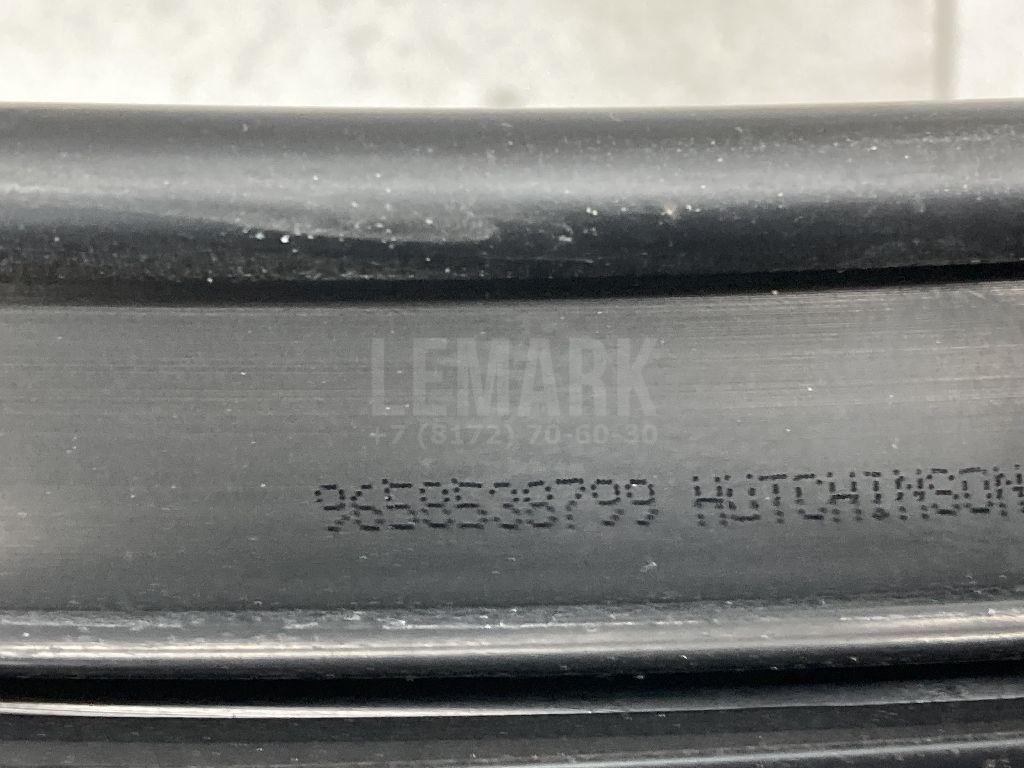 LEMARK
+7 (8172) 70-60-30
9658538799 HUTCHINSON